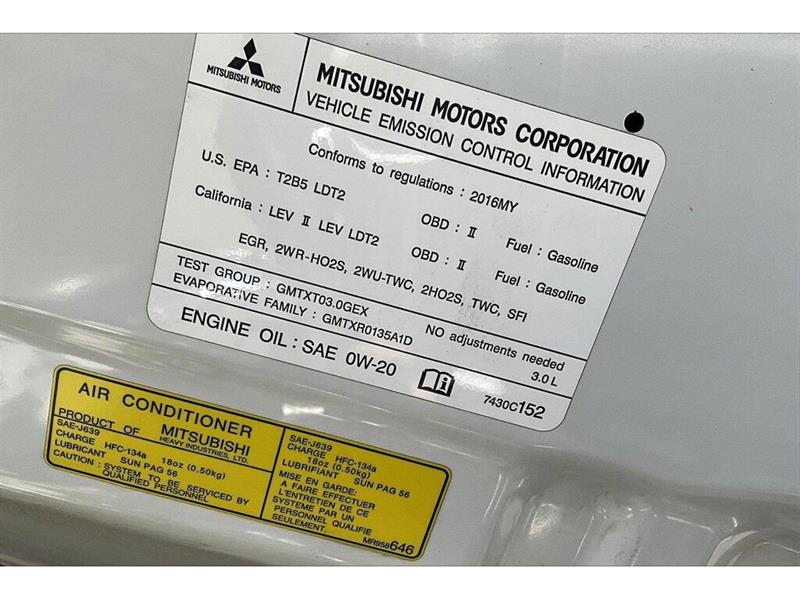 MITSUBISHI MOTORS
MITSUBISHI MOTORS CORPORATION
VEHICLE EMISSION CONTROL INFORMATION
Conforms to regulations : 2016MY
U.S. EPA : T2B5 LDT2 OBD : II Fuel : Gasoline
California : LEV II LEV LDT2 OBD : II Fuel : Gasoline
EGR, 2WR-HO2S, 2WU-TWC, 2HO2S, TWC, SFI
TEST GROUP : GMTXT03.0GEX No adjustments needed
EVAPORATIVE FAMILY : GMTXR0135A1D 3.0 L
ENGINE OIL : SAE 0W-20 7430C152
AIR CONDITIONER
PRODUCT OF MITSUBISHI
HEAVY INDUSTRIES, LTD.
SAE-J639
CHARGE HFC-134a 18oz (0.50kg)
LUBRICANT SUN PAG 56
CAUTION : SYSTEM TO BE SERVICED BY
QUALIFIED PERSONNEL
SAE-J639
CHARGE HFC-134a
18oz (0.50kg)
LUBRIFIANT SUN PAG 56
MISE EN GARDE:
A FAIRE EFFECTUER
L'ENTRETIEN DE CE
SYSTEME PAR UN
PERSONNEL QUALIFIE
SEULEMENT.
MR958646